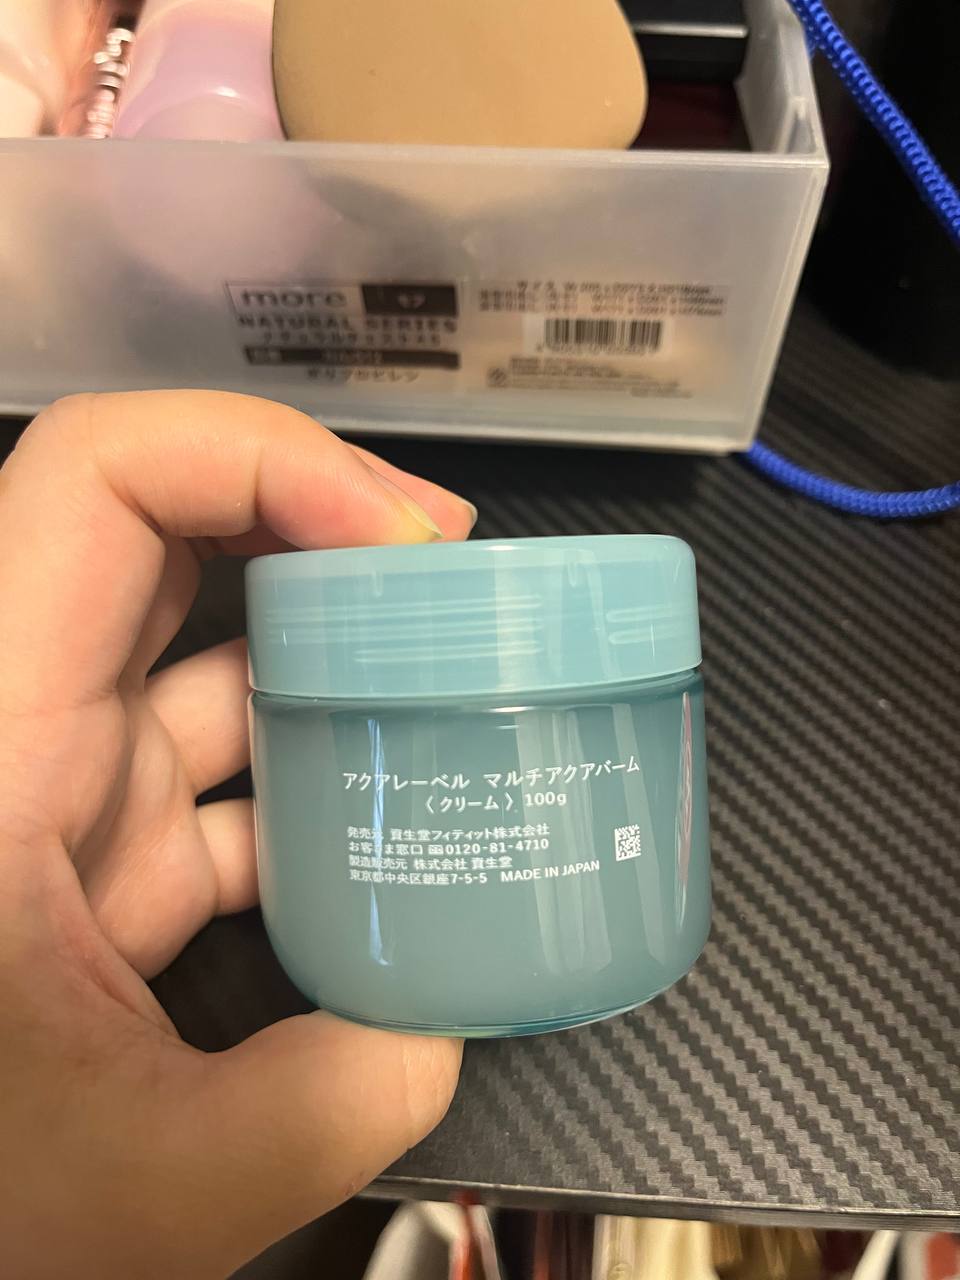 more
NATURAL SERIES
ポリプロピレン
アクアレーベル マルチアクアバーム
〈クリーム〉 100g
発売元 資生堂フィティット株式会社
お客さま窓口 0120-81-4710
製造販売元 株式会社 資生堂
東京都中央区銀座7-5-5 MADE IN JAPAN